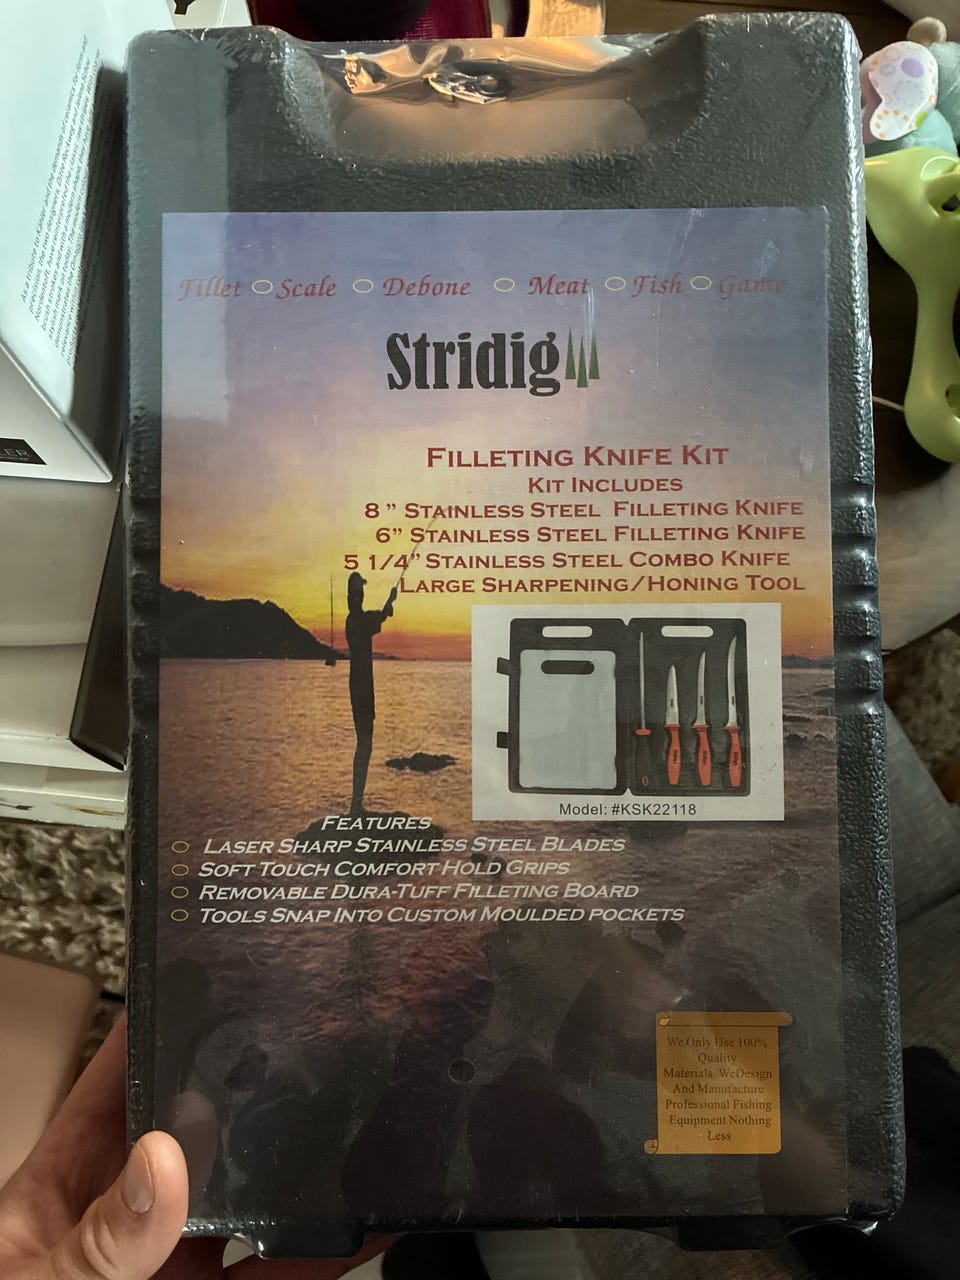 Fillet Scale Debone Meat Fish Game
Stridig
FILLETING KNIFE KIT
KIT INCLUDES
8" STAINLESS STEEL FILLETING KNIFE
6" STAINLESS STEEL FILLETING KNIFE
5 1/4" STAINLESS STEEL COMBO KNIFE
LARGE SHARPENING/HONING TOOL
Model: #KSK22118
FEATURES
LASER SHARP STAINLESS STEEL BLADES
SOFT TOUCH COMFORT HOLD GRIPS
REMOVABLE DURA-TUFF FILLETING BOARD
TOOLS SNAP INTO CUSTOM MOULDED POCKETS
We Only Use 100%
Quality
Materials. WeDesign
And Manufacture
Professional Fishing
Equipment Nothing
Less